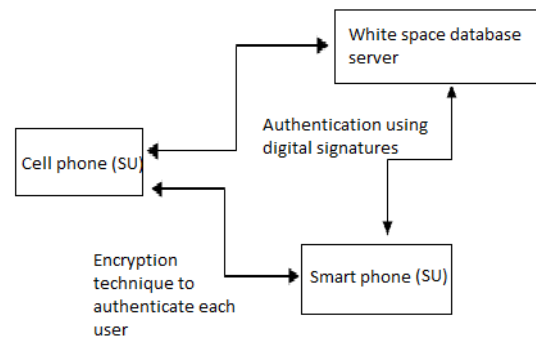 White space database
server
Authentication using
digital signatures
Cell phone (SU)
Smart phone (SU)
Encryption
technique to
authenticate each
user